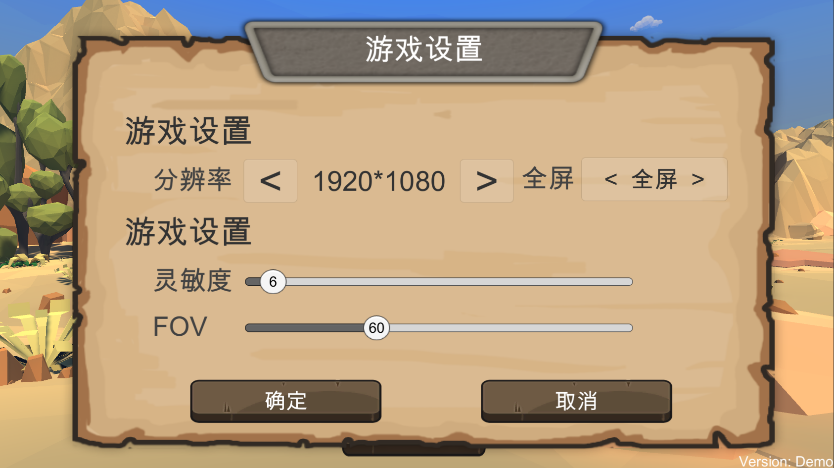 游戏设置
游戏设置
分辨率 < 1920*1080 > 全屏 < 全屏 >
游戏设置
灵敏度 6
FOV 60
确定 取消
Version: Demo